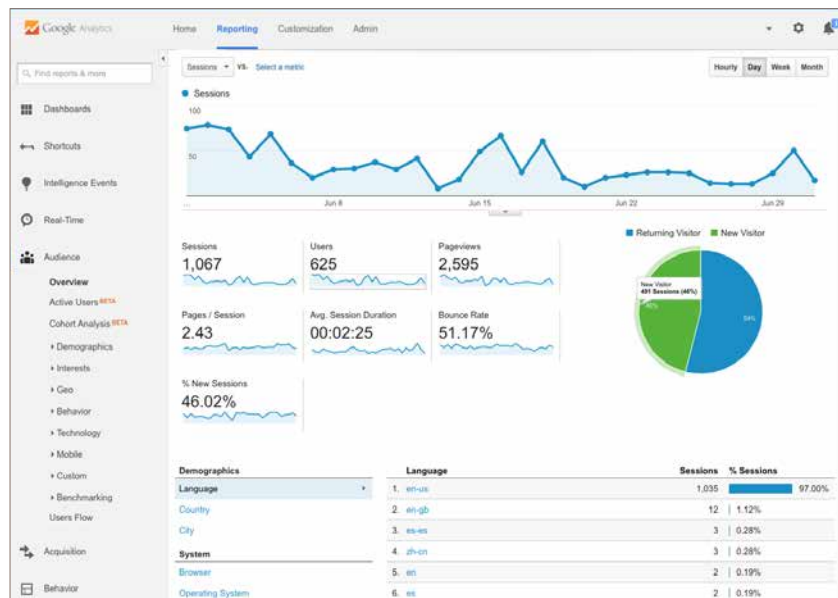 Google Analytics
Home Reporting Customization Admin
Find reports & more
Dashboards
Shortcuts
Intelligence Events
Real-Time
Audience
Overview
Active Users BETA
Cohort Analysis BETA
Demographics
Interests
Geo
Behavior
Technology
Mobile
Custom
Benchmarking
Users Flow
Acquisition
Behavior
Sessions VS. Select a metric
Hourly Day Week Month
Sessions
100
50
... Jun 8 Jun 15 Jun 22 Jun 29
Sessions
1,067
Users
625
Pageviews
2,595
Pages / Session
2.43
Avg. Session Duration
00:02:25
Bounce Rate
51.17%
% New Sessions
46.02%
Returning Visitor New Visitor
New Visitor
491 Sessions (46%)
46%
54%
Demographics
Language
Country
City
System
Browser
Operating System
Language Sessions % Sessions
1. en-us 1,035 97.00%
2. en-gb 12 1.12%
3. es-es 3 0.28%
4. zh-cn 3 0.28%
5. en 2 0.19%
6. es 2 0.19%